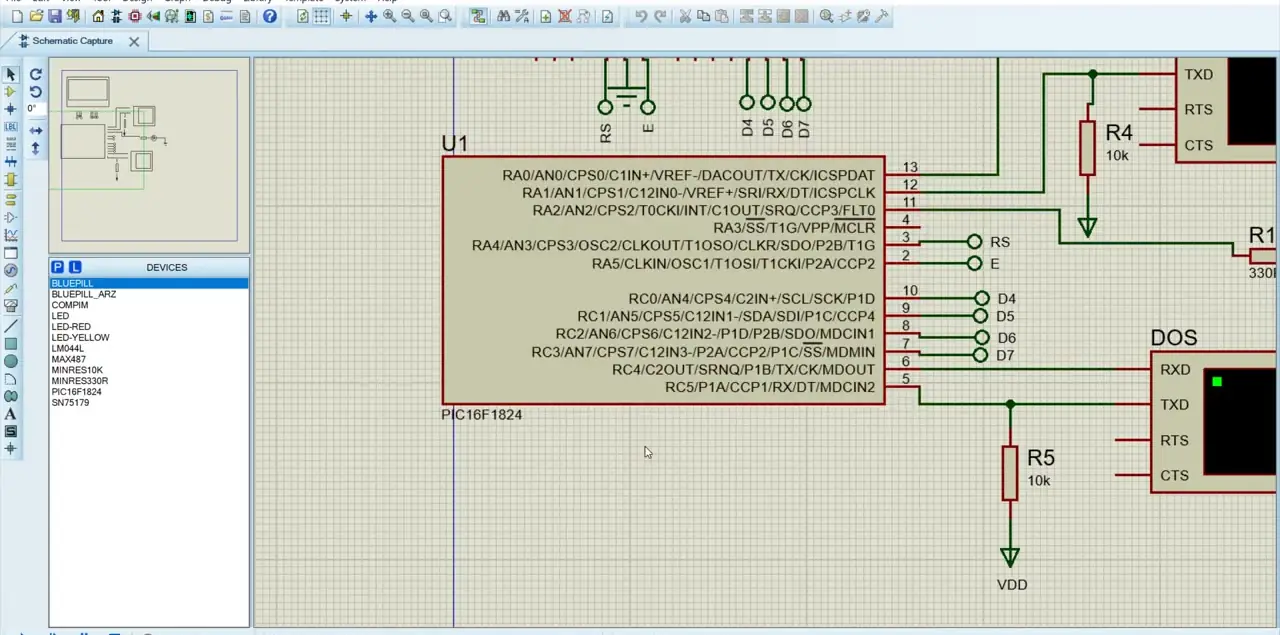 Schematic Capture
0°
P L DEVICES
BLUEPILL
BLUEPILL_ARZ
COMPIM
LED
LED-RED
LED-YELLOW
LM044L
MAX487
MINRES10K
MINRES330R
PIC16F1824
SN75179
RS
E
D4
D5
D6
D7
U1
RA0/AN0/CPS0/C1IN+/VREF-/DACOUT/TX/CK/ICSPDAT 13
RA1/AN1/CPS1/C12IN0-/VREF+/SRI/RX/DT/ICSPCLK 12
RA2/AN2/CPS2/T0CKI/INT/C1OUT/SRQ/CCP3/FLT0 11
RA3/SS/T1G/VPP/MCLR 4
RA4/AN3/CPS3/OSC2/CLKOUT/T1OSO/CLKR/SDO/P2B/T1G 3 RS
RA5/CLKIN/OSC1/T1OSI/T1CKI/P2A/CCP2 2 E
RC0/AN4/CPS4/C2IN+/SCL/SCK/P1D 10 D4
RC1/AN5/CPS5/C12IN1-/SDA/SDI/P1C/CCP4 9 D5
RC2/AN6/CPS6/C12IN2-/P1D/P2B/SDO/MDCIN1 8 D6
RC3/AN7/CPS7/C12IN3-/P2A/CCP2/P1C/SS/MDMIN 7 D7
RC4/C2OUT/SRNQ/P1B/TX/CK/MDOUT 6
RC5/P1A/CCP1/RX/DT/MDCIN2 5
PIC16F1824
TXD
RTS
CTS
R4
10k
R1
DOS
RXD
TXD
RTS
CTS
R5
10k
VDD